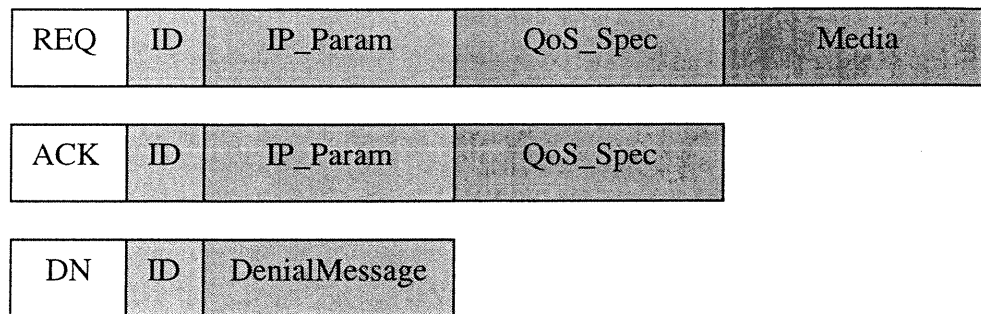 REQ ID IP_Param QoS_Spec Media
ACK ID IP_Param QoS_Spec
DN ID DenialMessage